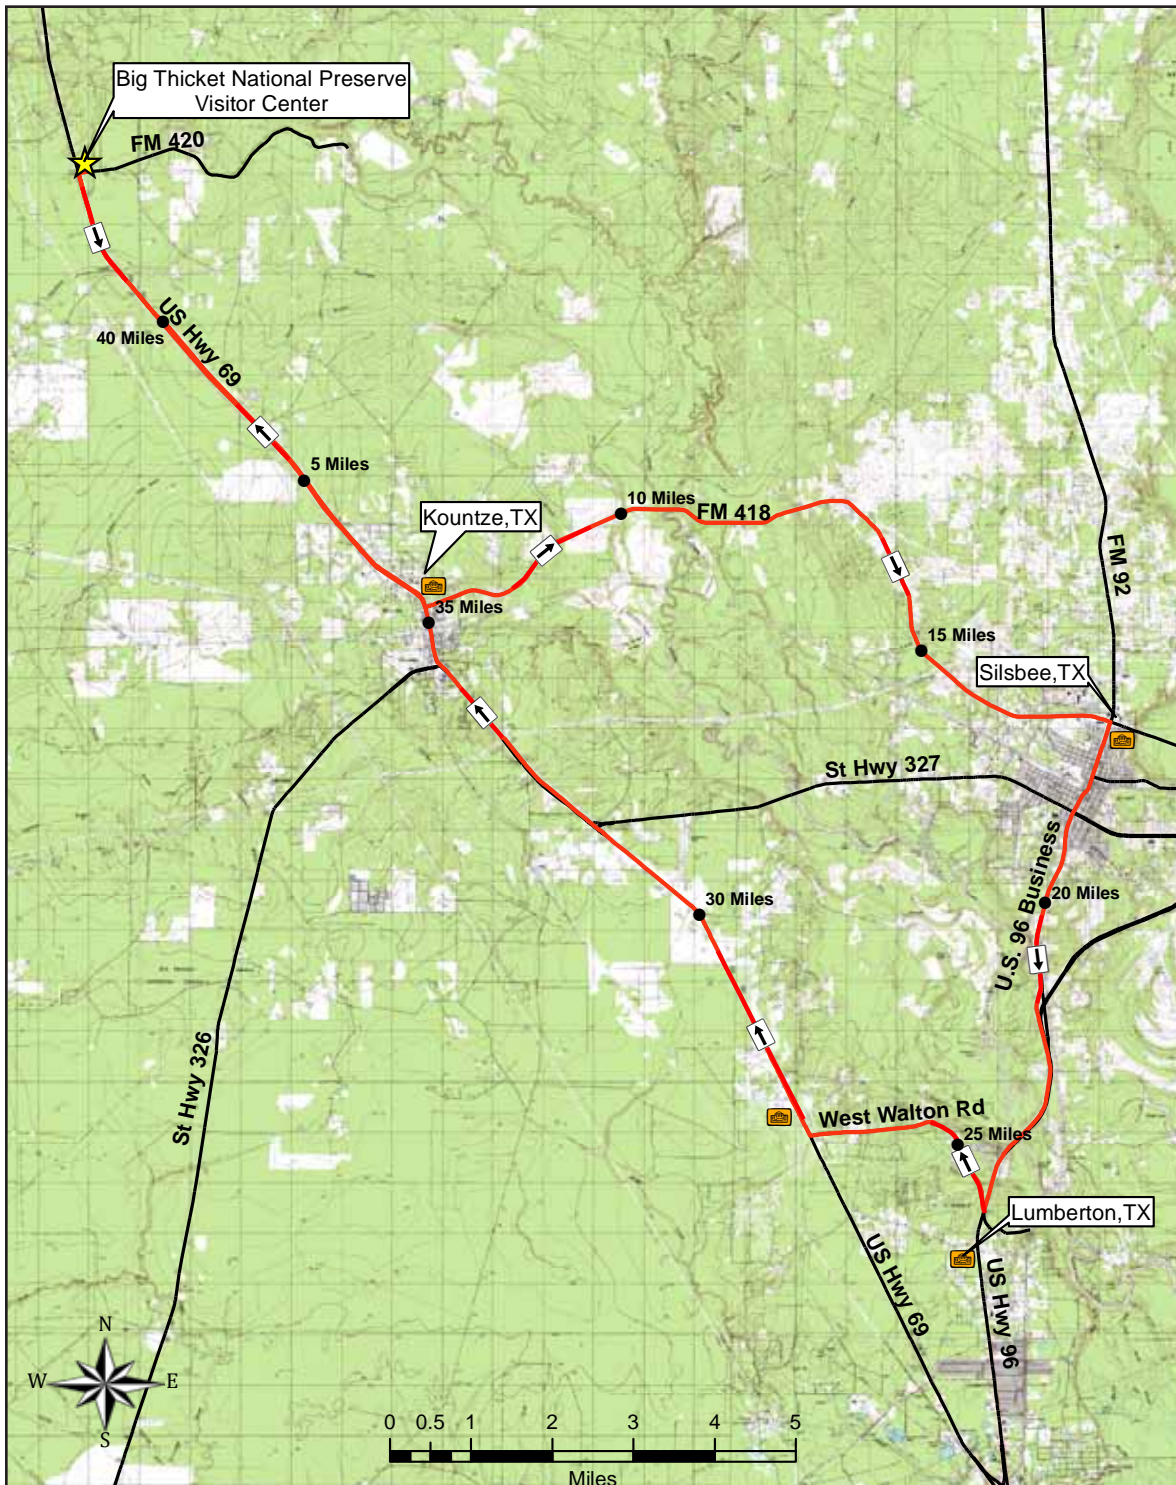 Big Thicket National Preserve
Visitor Center
FM 420
US Hwy 69
40 Miles
5 Miles
Kountze,TX
10 Miles
FM 418
FM 92
35 Miles
15 Miles
Silsbee,TX
St Hwy 327
U.S. 96 Business
20 Miles
30 Miles
St Hwy 326
West Walton Rd
25 Miles
Lumberton,TX
US Hwy 69
US Hwy 96
N
W
E
S
0 0.5 1 2 3 4 5
Miles